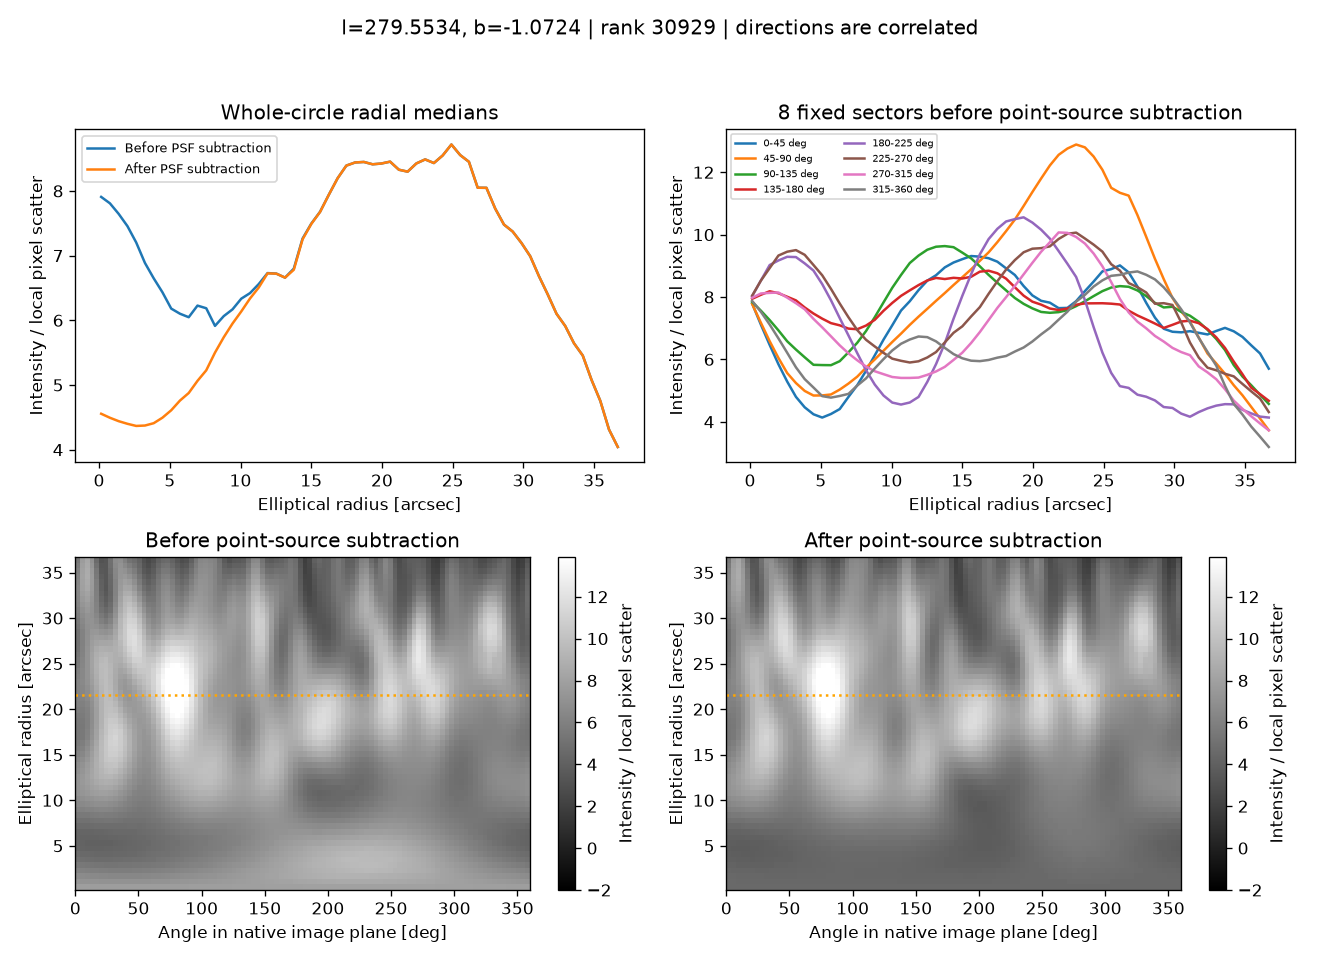 l=279.5534, b=-1.0724 | rank 30929 | directions are correlated
Whole-circle radial medians
Before PSF subtraction
After PSF subtraction
Intensity / local pixel scatter
8
7
6
5
4
0 5 10 15 20 25 30 35
Elliptical radius [arcsec]
8 fixed sectors before point-source subtraction
0-45 deg
45-90 deg
90-135 deg
135-180 deg
180-225 deg
225-270 deg
270-315 deg
315-360 deg
Intensity / local pixel scatter
12
10
8
6
4
0 5 10 15 20 25 30 35
Elliptical radius [arcsec]
Before point-source subtraction
Elliptical radius [arcsec]
35
30
25
20
15
10
5
0 50 100 150 200 250 300 350
Angle in native image plane [deg]
12
10
8
6
4
2
0
−2
Intensity / local pixel scatter
After point-source subtraction
Elliptical radius [arcsec]
35
30
25
20
15
10
5
0 50 100 150 200 250 300 350
Angle in native image plane [deg]
12
10
8
6
4
2
0
−2
Intensity / local pixel scatter